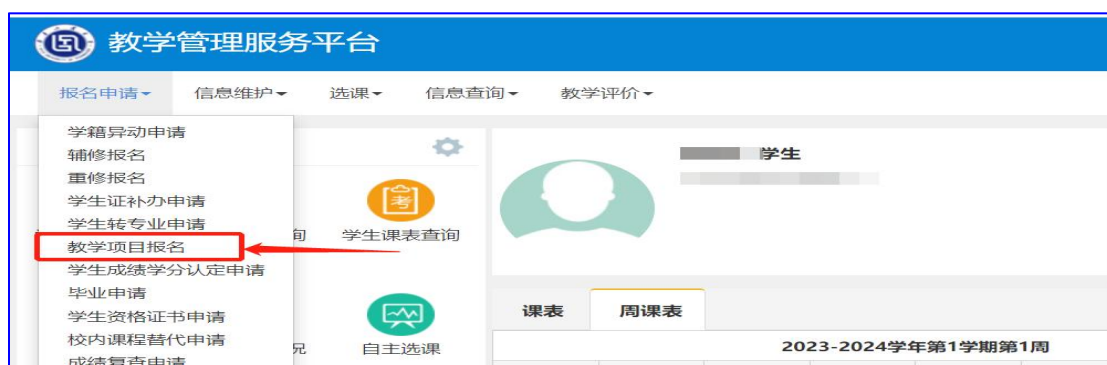 教学管理服务平台
报名申请 信息维护 选课 信息查询 教学评价
学籍异动申请
辅修报名
重修报名
学生证补办申请
学生转专业申请
教学项目报名
学生成绩学分认定申请
毕业申请
学生资格证书申请
校内课程替代申请
成绩复查申请
考
询 学生课表查询
况 自主选课
学生
课表 周课表
2023-2024学年第1学期第1周